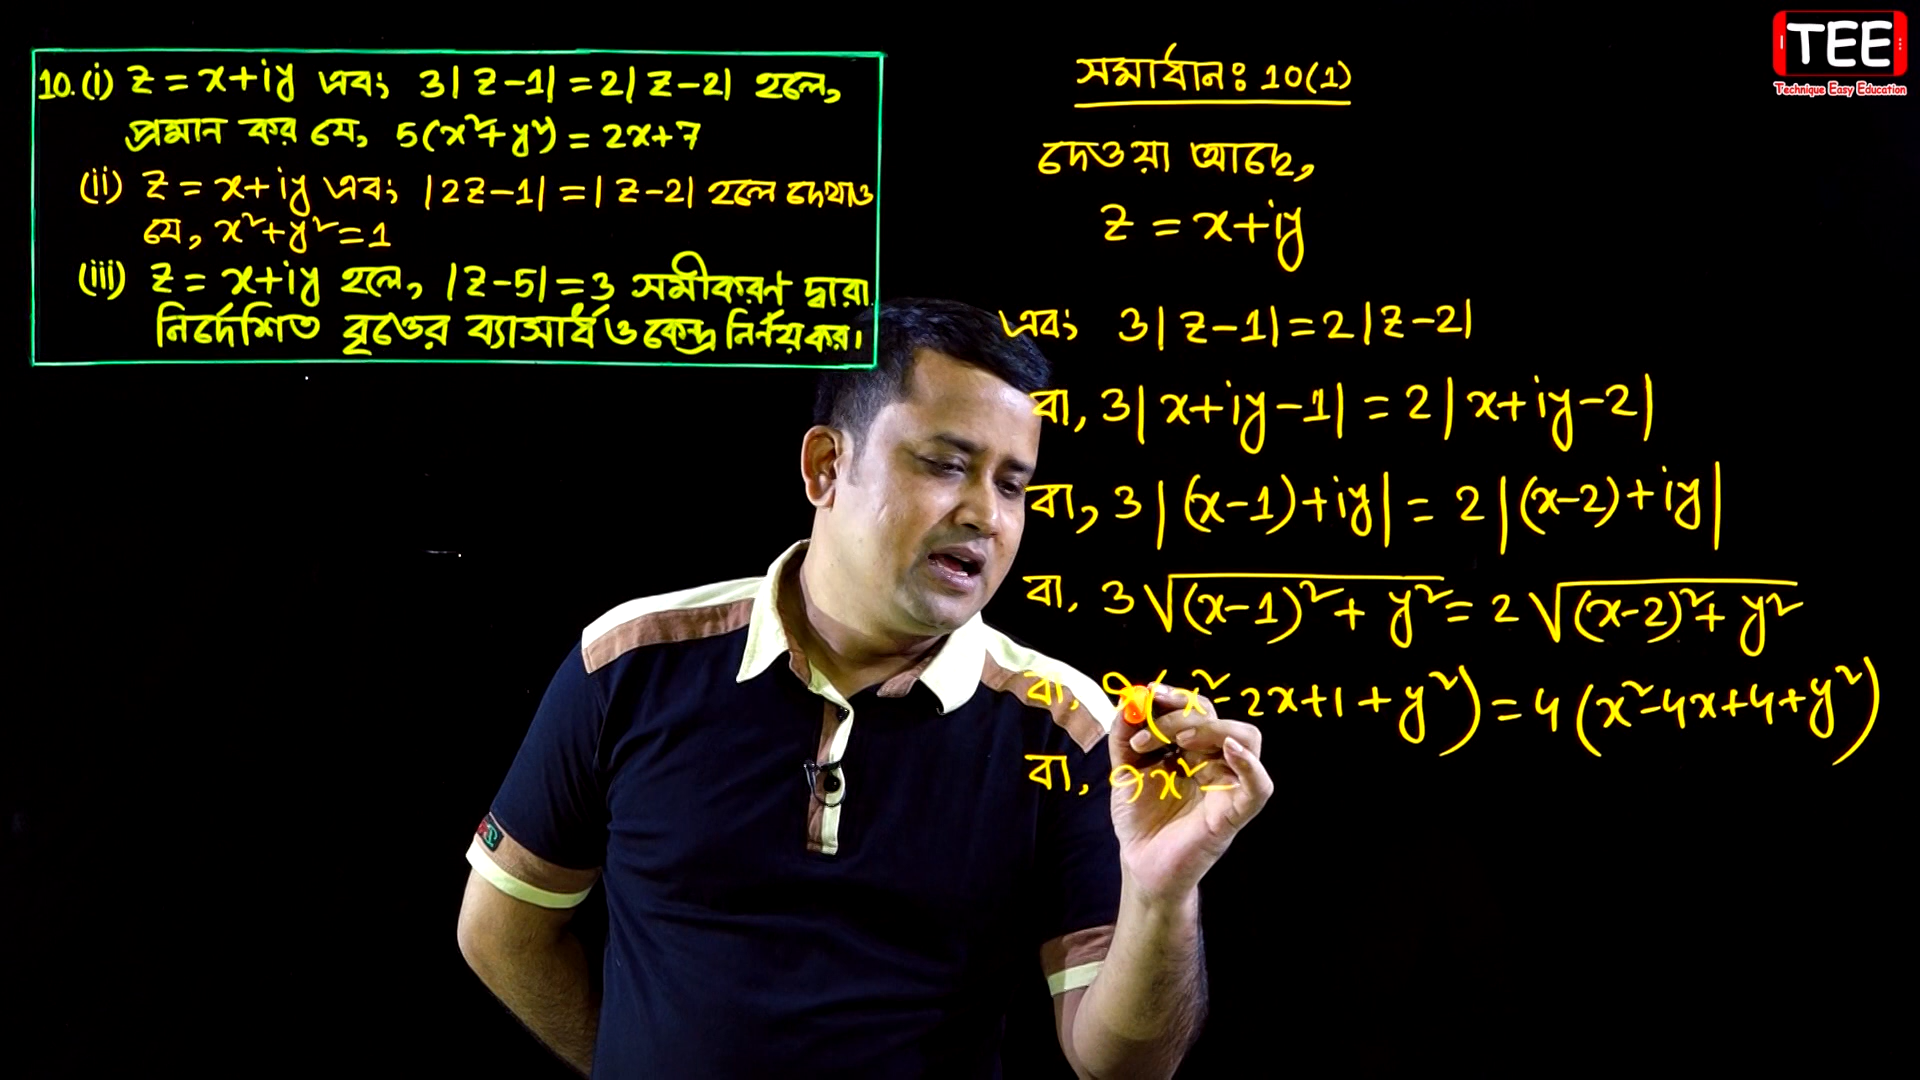 10.(i) z = x+iy এবং 3|z-1| = 2|z-2| হলে,
প্রমান কর যে, 5(x²+y²) = 2x+7
(ii) z = x+iy এবং |2z-1| = |z-2| হলে দেখাও
যে, x²+y²=1
(iii) z = x+iy হলে, |z-5| = 3 সমীকরণ দ্বারা
নির্দেশিত বৃত্তের ব্যাসার্ধ ও কেন্দ্র নির্ণয় কর।
সমাধানঃ 10(1)
দেওয়া আছে,
z = x+iy
এবং 3|z-1|=2|z-2|
বা, 3|x+iy-1| = 2|x+iy-2|
বা, 3|(x-1)+iy| = 2|(x-2)+iy|
বা, 3√(x-1)²+y² = 2√(x-2)²+y²
বা, 9(x²-2x+1+y²) = 4(x²-4x+4+y²)
বা, 9x² -
TEE
Technique Easy Education